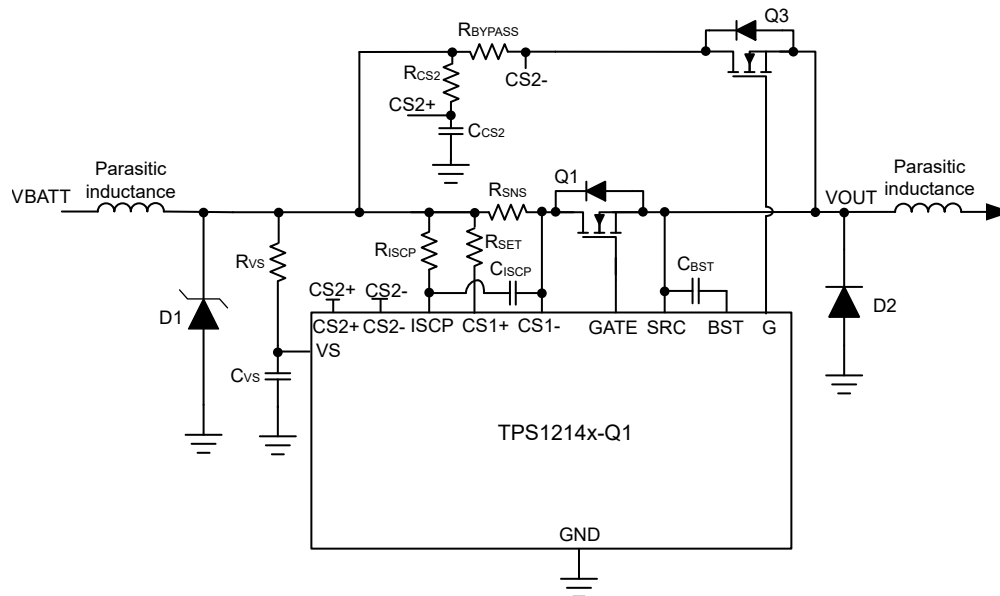 Q3
RBYPASS
RCS2
CS2-
CS2+
CCS2
Parasitic
inductance
VBATT
Q1
RSNS
VOUT
Parasitic
inductance
RVS
RISCP
RSET
CISCP
CBST
CS2+
CS2-
D1
D2
CS2+
CS2-
ISCP
CS1+
CS1-
GATE
SRC
BST
G
VS
CVS
TPS1214x-Q1
GND